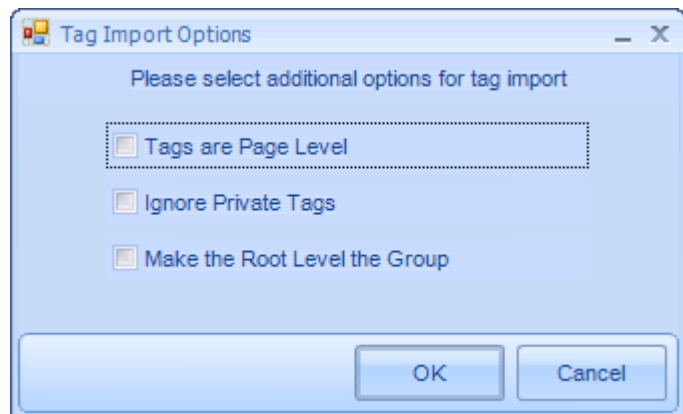 Tag Import Options
Please select additional options for tag import
Tags are Page Level
Ignore Private Tags
Make the Root Level the Group
OK Cancel